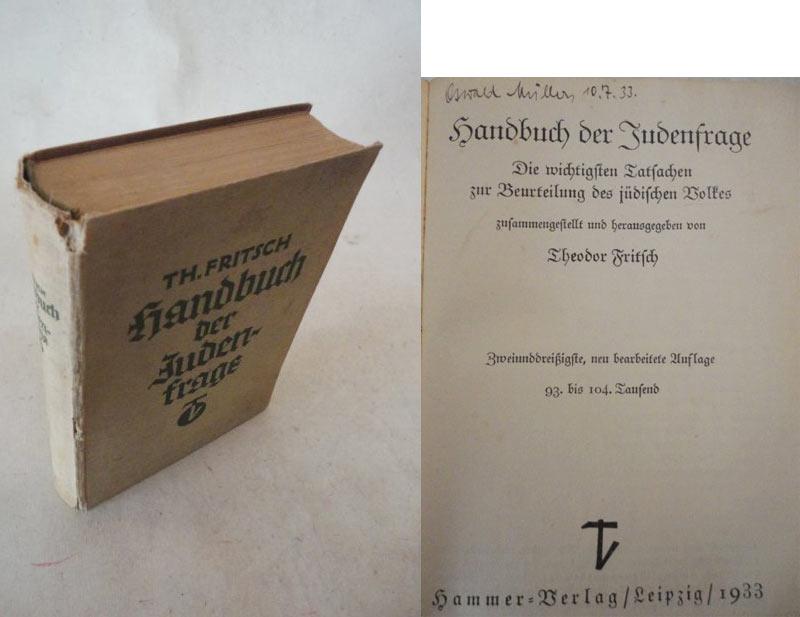 TH. FRITSCH
Handbuch
der
Juden-
frage
Oswald Müller, 10.7.33.
Handbuch der Judenfrage
Die wichtigsten Tatsachen
zur Beurteilung des jüdischen Volkes
zusammengestellt und herausgegeben von
Theodor Fritsch
Zweiunddreißigste, neu bearbeitete Auflage
93. bis 104. Tausend
Hammer-Verlag/Leipzig/1933